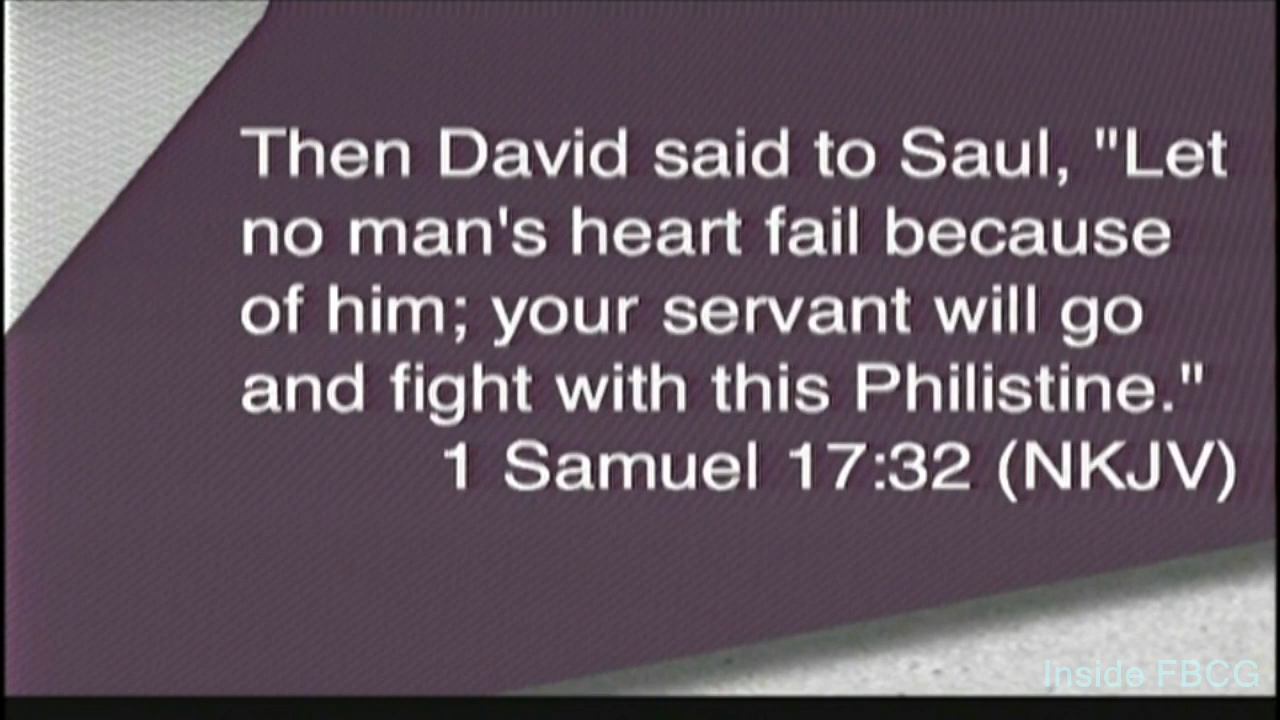 Then David said to Saul, "Let
no man's heart fail because
of him; your servant will go
and fight with this Philistine."
1 Samuel 17:32 (NKJV)
Inside FBCG